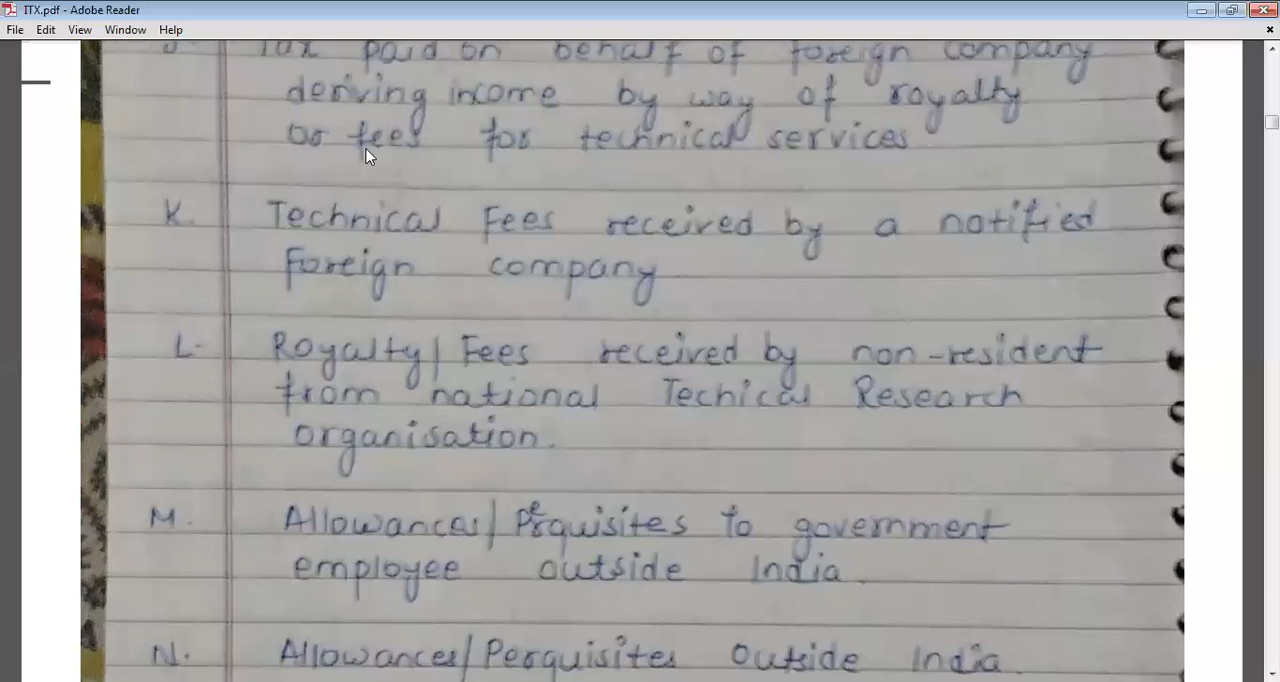 ITX.pdf - Adobe Reader
File Edit View Window Help
J. Tax paid on behalf of foreign company
deriving income by way of royalty
or fees for technical services
K. Technical Fees received by a notified
Foreign company
L. Royalty/Fees received by non-resident
from national Techical Research
organisation.
M. Allowances/Perquisites to government
employee outside India.
N. Allowances/Perquisites Outside India.